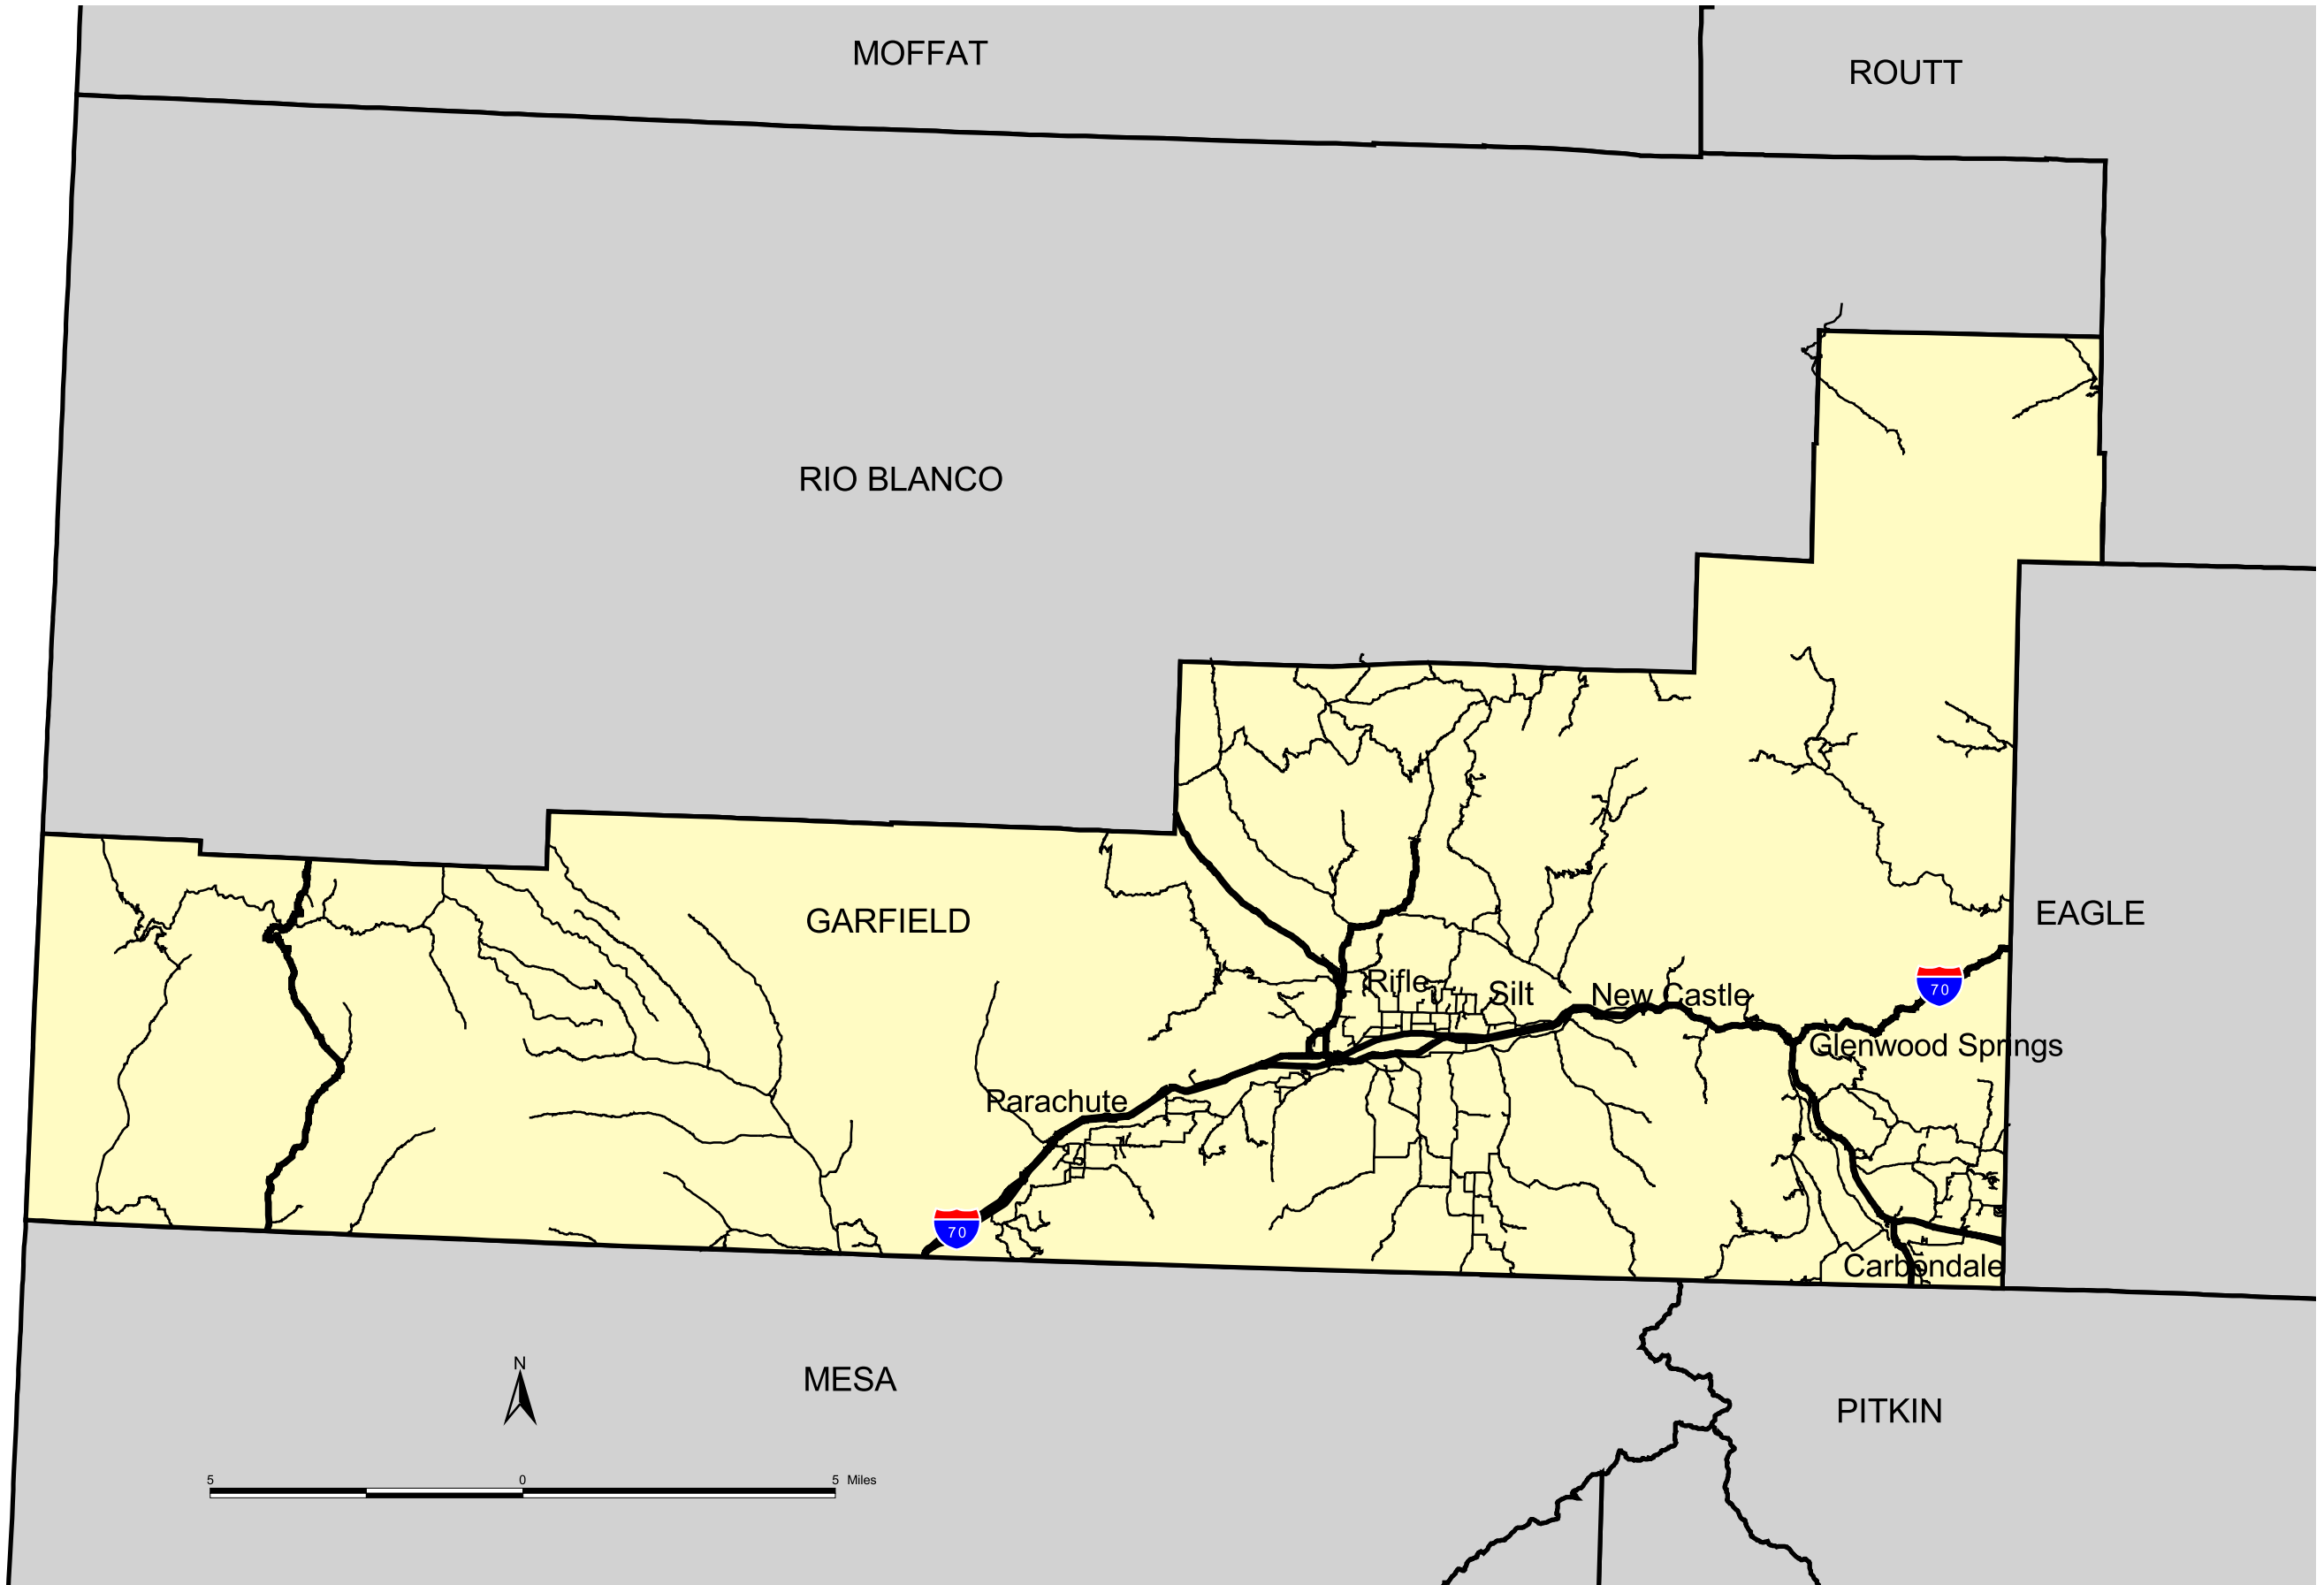 MOFFAT
ROUTT
RIO BLANCO
GARFIELD
EAGLE
70
Rifle
Silt
New Castle
Glenwood Springs
Parachute
70
Carbondale
N
MESA
PITKIN
5 0 5 Miles